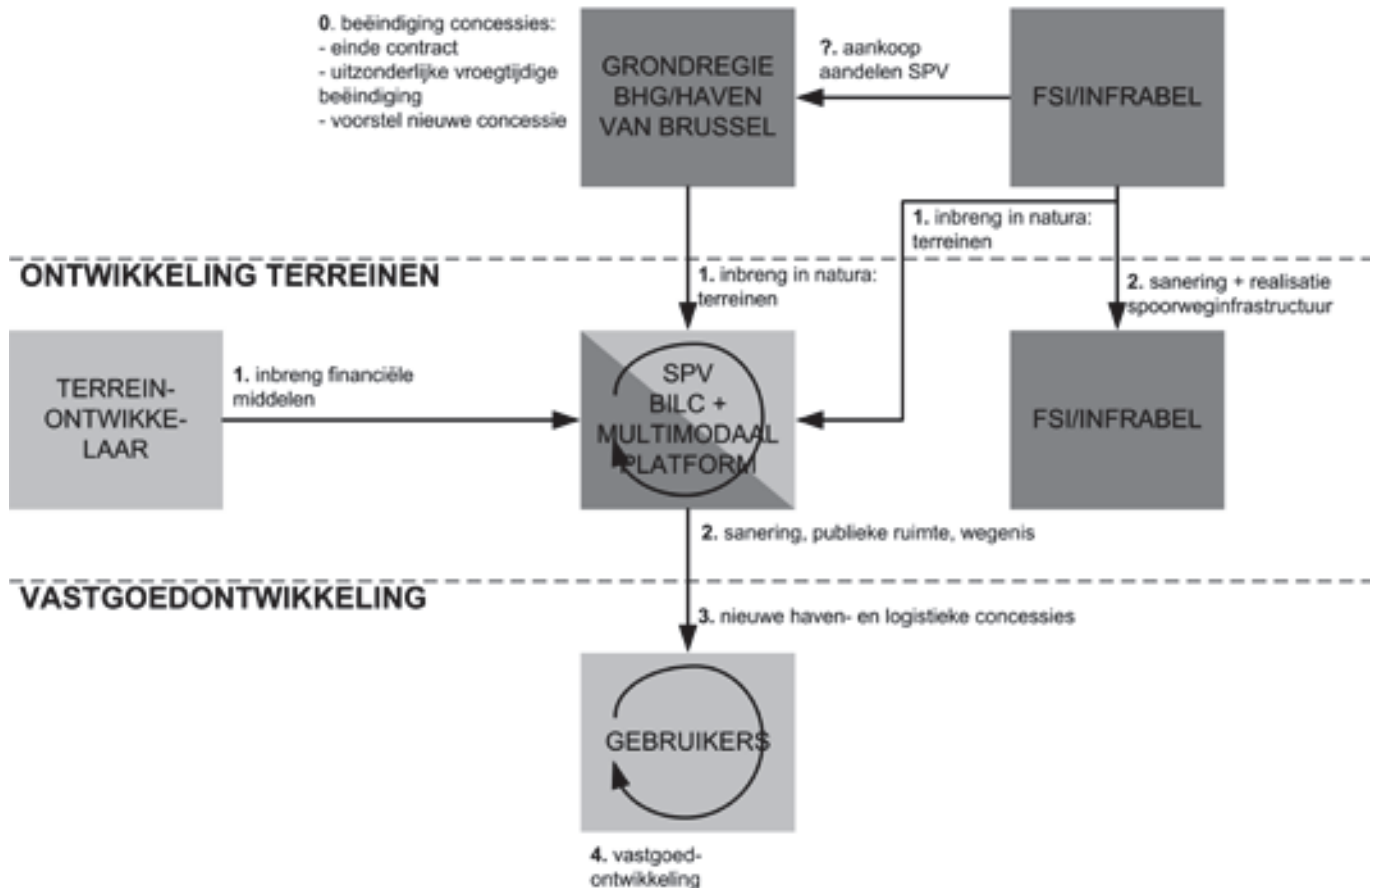 0. beëindiging concessies:
- einde contract
- uitzonderlijke vroegtijdige
beëindiging
- voorstel nieuwe concessie
GRONDREGIE
BHG/HAVEN
VAN BRUSSEL
?. aankoop
aandelen SPV
FSI/INFRABEL
1. inbreng in natura:
terreinen
ONTWIKKELING TERREINEN
1. inbreng in natura:
terreinen
2. sanering + realisatie
spoorweginfrastructuur
TERREIN-
ONTWIKKE-
LAAR
1. inbreng financiële
middelen
SPV
BILC +
MULTIMODAAL
PLATFORM
FSI/INFRABEL
2. sanering, publieke ruimte, wegenis
VASTGOEDONTWIKKELING
3. nieuwe haven- en logistieke concessies
GEBRUIKERS
4. vastgoed-
ontwikkeling